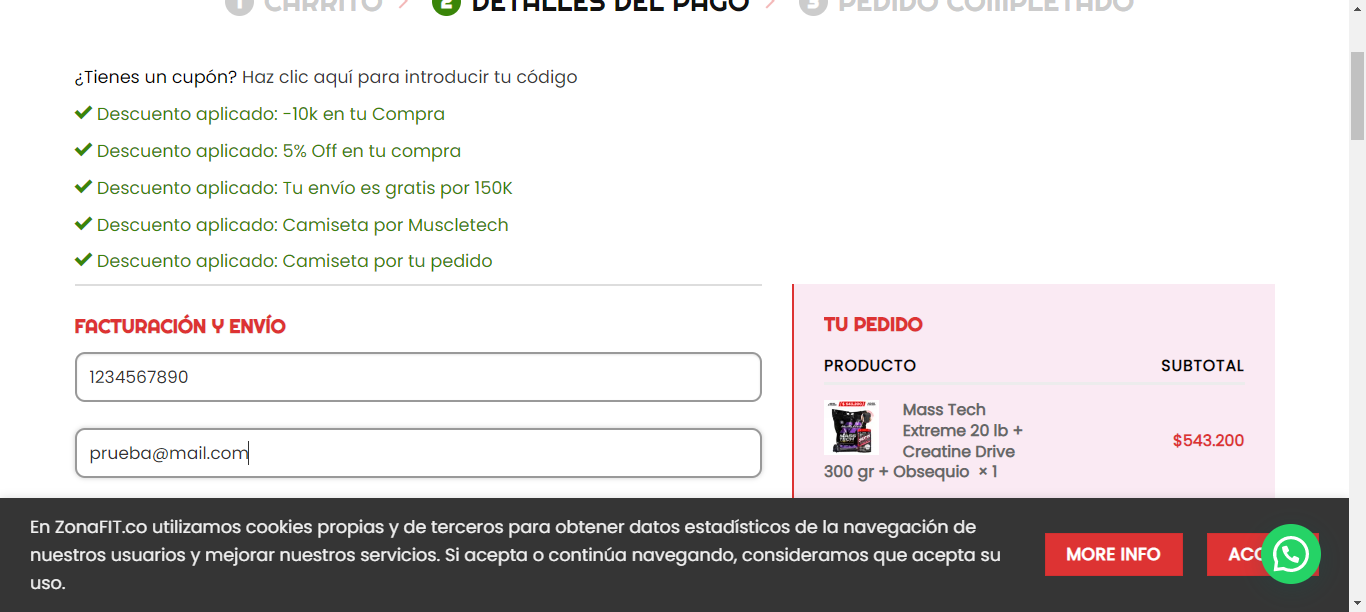 1 CARRITO 2 DETALLES DEL PAGO 3 PEDIDO COMPLETADO
¿Tienes un cupón? Haz clic aquí para introducir tu código
Descuento aplicado: -10k en tu Compra
Descuento aplicado: 5% Off en tu compra
Descuento aplicado: Tu envío es gratis por 150K
Descuento aplicado: Camiseta por Muscletech
Descuento aplicado: Camiseta por tu pedido
FACTURACIÓN Y ENVÍO
1234567890
prueba@mail.com
TU PEDIDO
PRODUCTO SUBTOTAL
Mass Tech
Extreme 20 lb +
Creatine Drive
300 gr + Obsequio × 1
$543.200
En ZonaFIT.co utilizamos cookies propias y de terceros para obtener datos estadísticos de la navegación de
nuestros usuarios y mejorar nuestros servicios. Si acepta o continúa navegando, consideramos que acepta su
uso.
MORE INFO